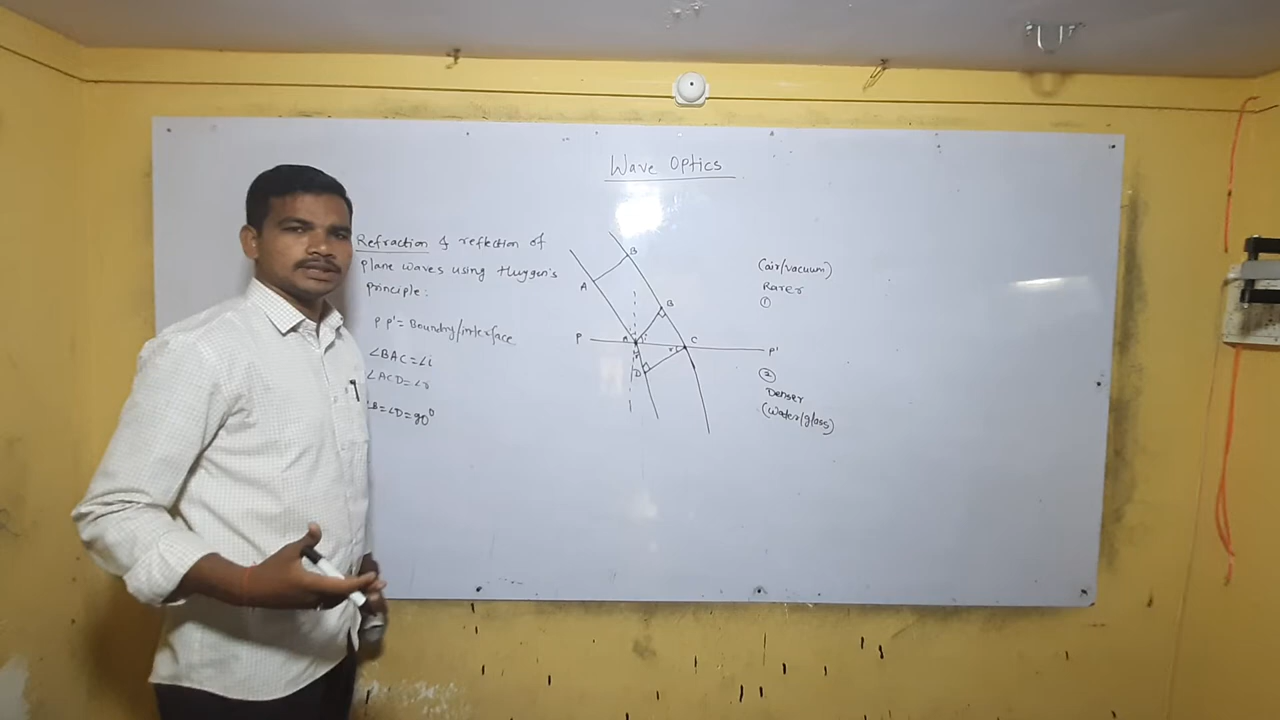 Wave Optics
Refraction & reflection of
plane waves using Huygen's
principle:
P P' = Boundry/interface
∠BAC = ∠i
∠ACD = ∠r
∠B = ∠D = 90°
B
A
B
P
A
i
r
C
P'
r
D
(air/vacuum)
Rarer
①
②
Denser
(water/glass)